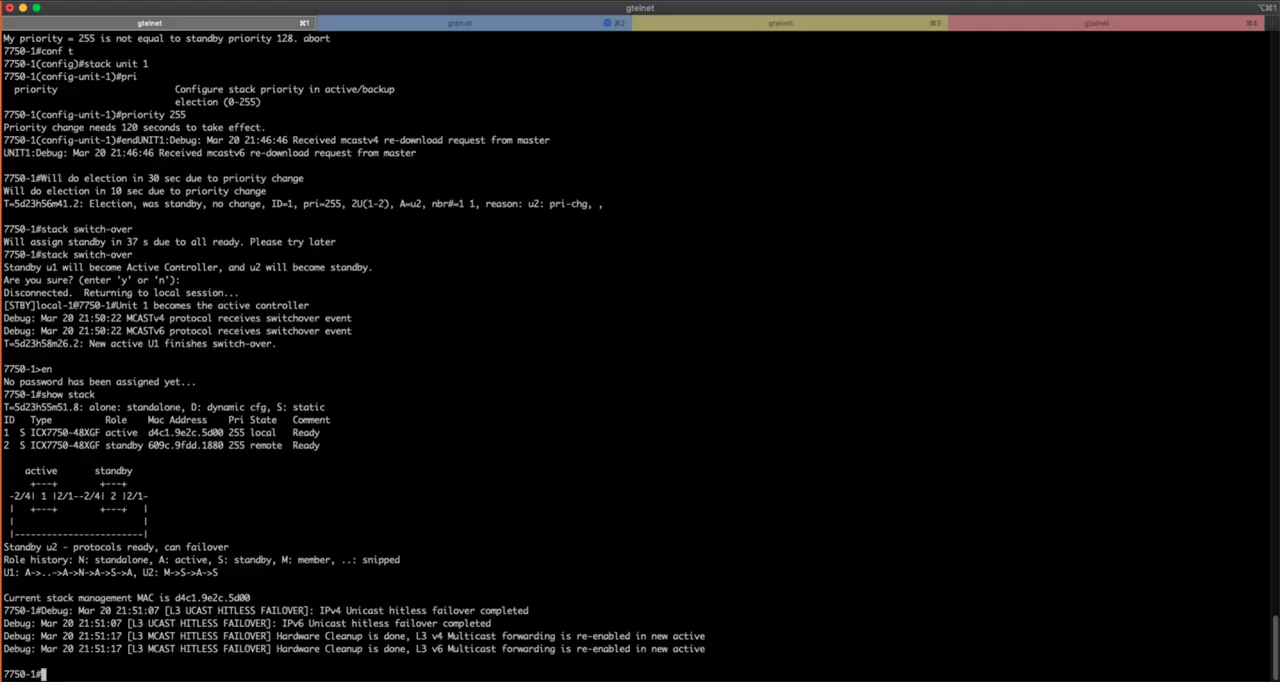 gtelnet
⌥⌘1
gtelnet ⌘1 gtelnet ⌘2 gtelnet ⌘3 gtelnet ⌘4
My priority = 255 is not equal to standby priority 128. abort
7750-1#conf t
7750-1(config)#stack unit 1
7750-1(config-unit-1)#pri
  priority                   Configure stack priority in active/backup
                             election (0-255)
7750-1(config-unit-1)#priority 255
Priority change needs 120 seconds to take effect.
7750-1(config-unit-1)#endUNIT1:Debug: Mar 20 21:46:46 Received mcastv4 re-download request from master
UNIT1:Debug: Mar 20 21:46:46 Received mcastv6 re-download request from master
7750-1#Will do election in 30 sec due to priority change
Will do election in 10 sec due to priority change
T=5d23h56m41.2: Election, was standby, no change, ID=1, pri=255, 2U(1-2), A=u2, nbr#=1 1, reason: u2: pri-chg, ,
7750-1#stack switch-over
Will assign standby in 37 s due to all ready. Please try later
7750-1#stack switch-over
Standby u1 will become Active Controller, and u2 will become standby.
Are you sure? (enter 'y' or 'n'):
Disconnected.  Returning to local session...
[STBY]local-1@7750-1#Unit 1 becomes the active controller
Debug: Mar 20 21:50:22 MCASTv4 protocol receives switchover event
Debug: Mar 20 21:50:22 MCASTv6 protocol receives switchover event
T=5d23h58m26.2: New active U1 finishes switch-over.
7750-1>en
No password has been assigned yet...
7750-1#show stack
T=5d23h55m51.8: alone: standalone, D: dynamic cfg, S: static
ID   Type         Role    Mac Address    Pri State   Comment
1  S ICX7750-48XGF active  d4c1.9e2c.5d00 255 local   Ready
2  S ICX7750-48XGF standby 609c.9fdd.1880 255 remote  Ready
    active       standby
     +---+        +---+
 -2/4| 1 |2/1--2/4| 2 |2/1-
 |   +---+        +---+   |
 |                        |
 |------------------------|
Standby u2 - protocols ready, can failover
Role history: N: standalone, A: active, S: standby, M: member, ..: snipped
U1: A->..->A->N->A->S->A, U2: M->S->A->S
Current stack management MAC is d4c1.9e2c.5d00
7750-1#Debug: Mar 20 21:51:07 [L3 UCAST HITLESS FAILOVER]: IPv4 Unicast hitless failover completed
Debug: Mar 20 21:51:07 [L3 UCAST HITLESS FAILOVER]: IPv6 Unicast hitless failover completed
Debug: Mar 20 21:51:17 [L3 MCAST HITLESS FAILOVER] Hardware Cleanup is done, L3 v4 Multicast forwarding is re-enabled in new active
Debug: Mar 20 21:51:17 [L3 MCAST HITLESS FAILOVER] Hardware Cleanup is done, L3 v6 Multicast forwarding is re-enabled in new active
7750-1#